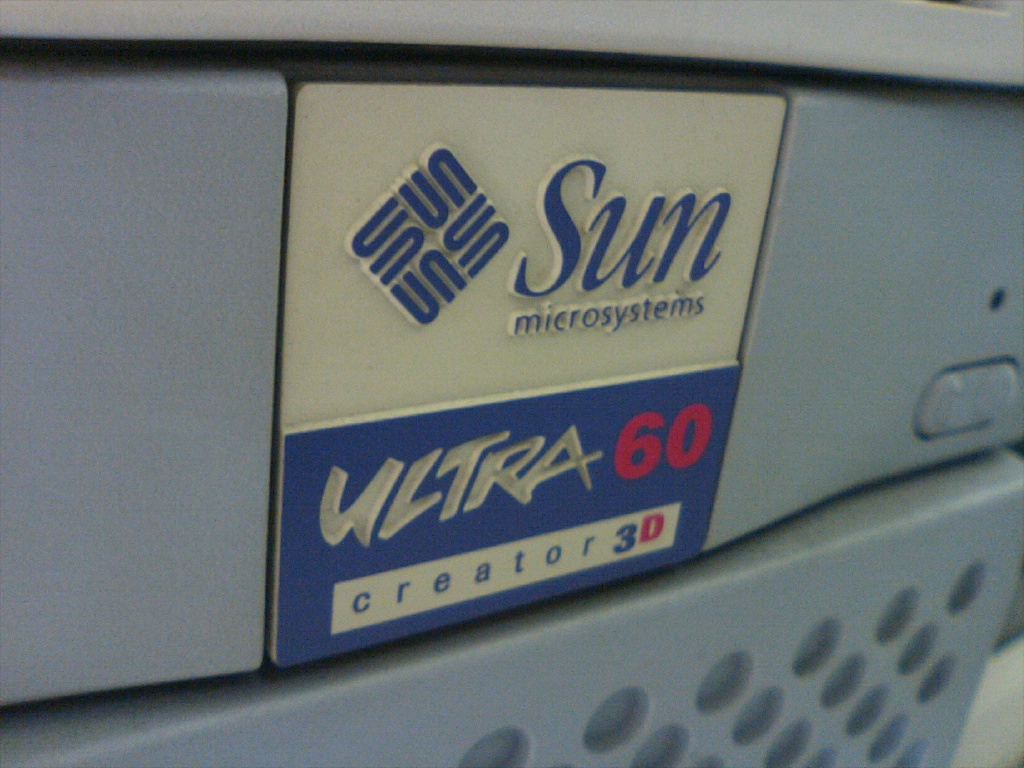 Sun
microsystems
ULTRA 60
creator 3D